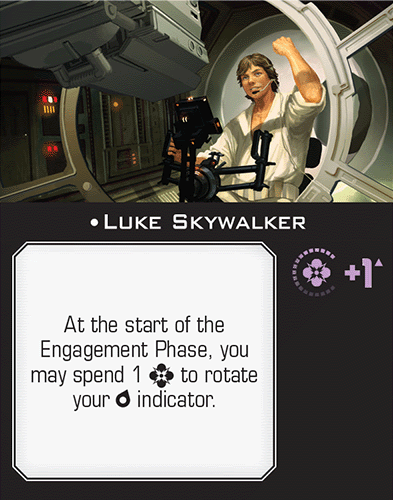 •Luke Skywalker
+1
At the start of the
Engagement Phase, you
may spend 1 to rotate
your indicator.